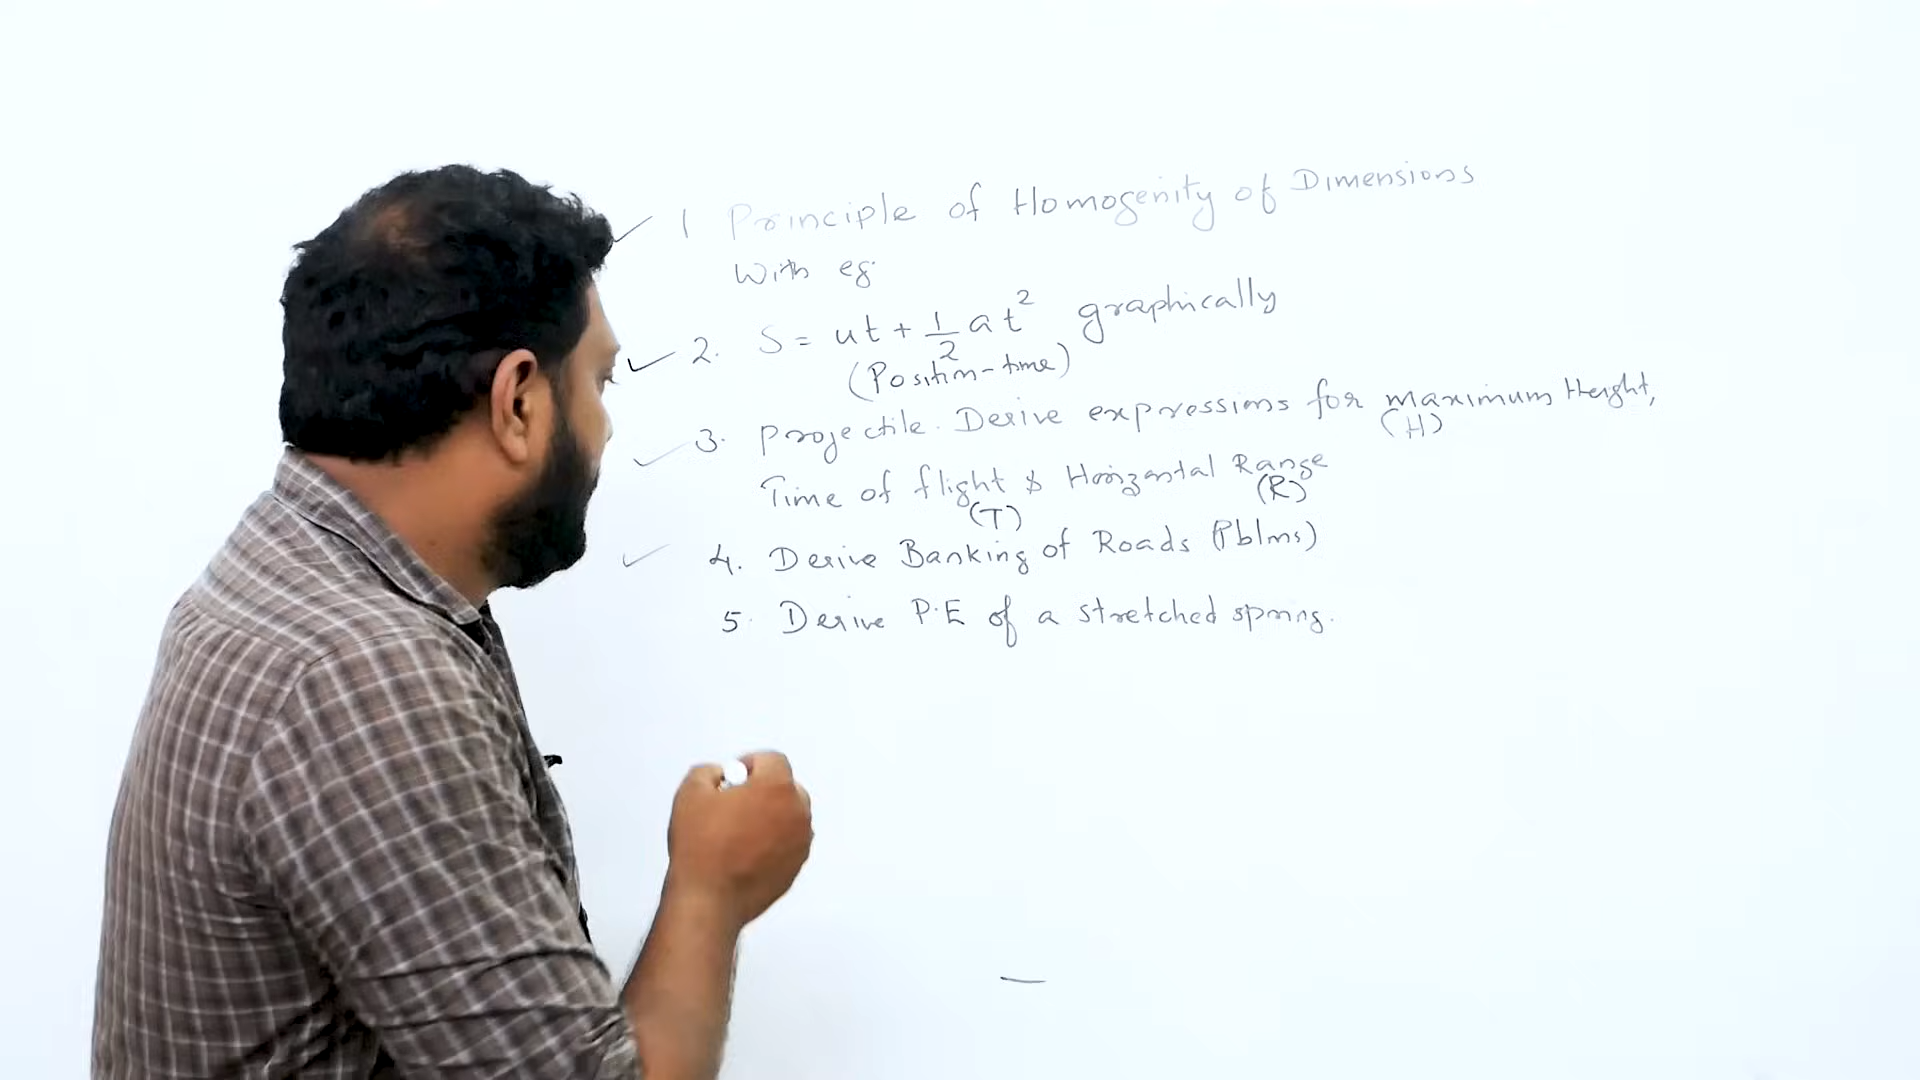 1 Principle of Homogenity of Dimensions
With eg.
2. S = ut + 1/2 at² graphically
(Position-time)
3. Projectile. Derive expressions for maximum Height,
(H)
Time of flight & Horizontal Range
(T) (R)
4. Derive Banking of Roads (Pblms)
5. Derive P.E of a stretched spring.